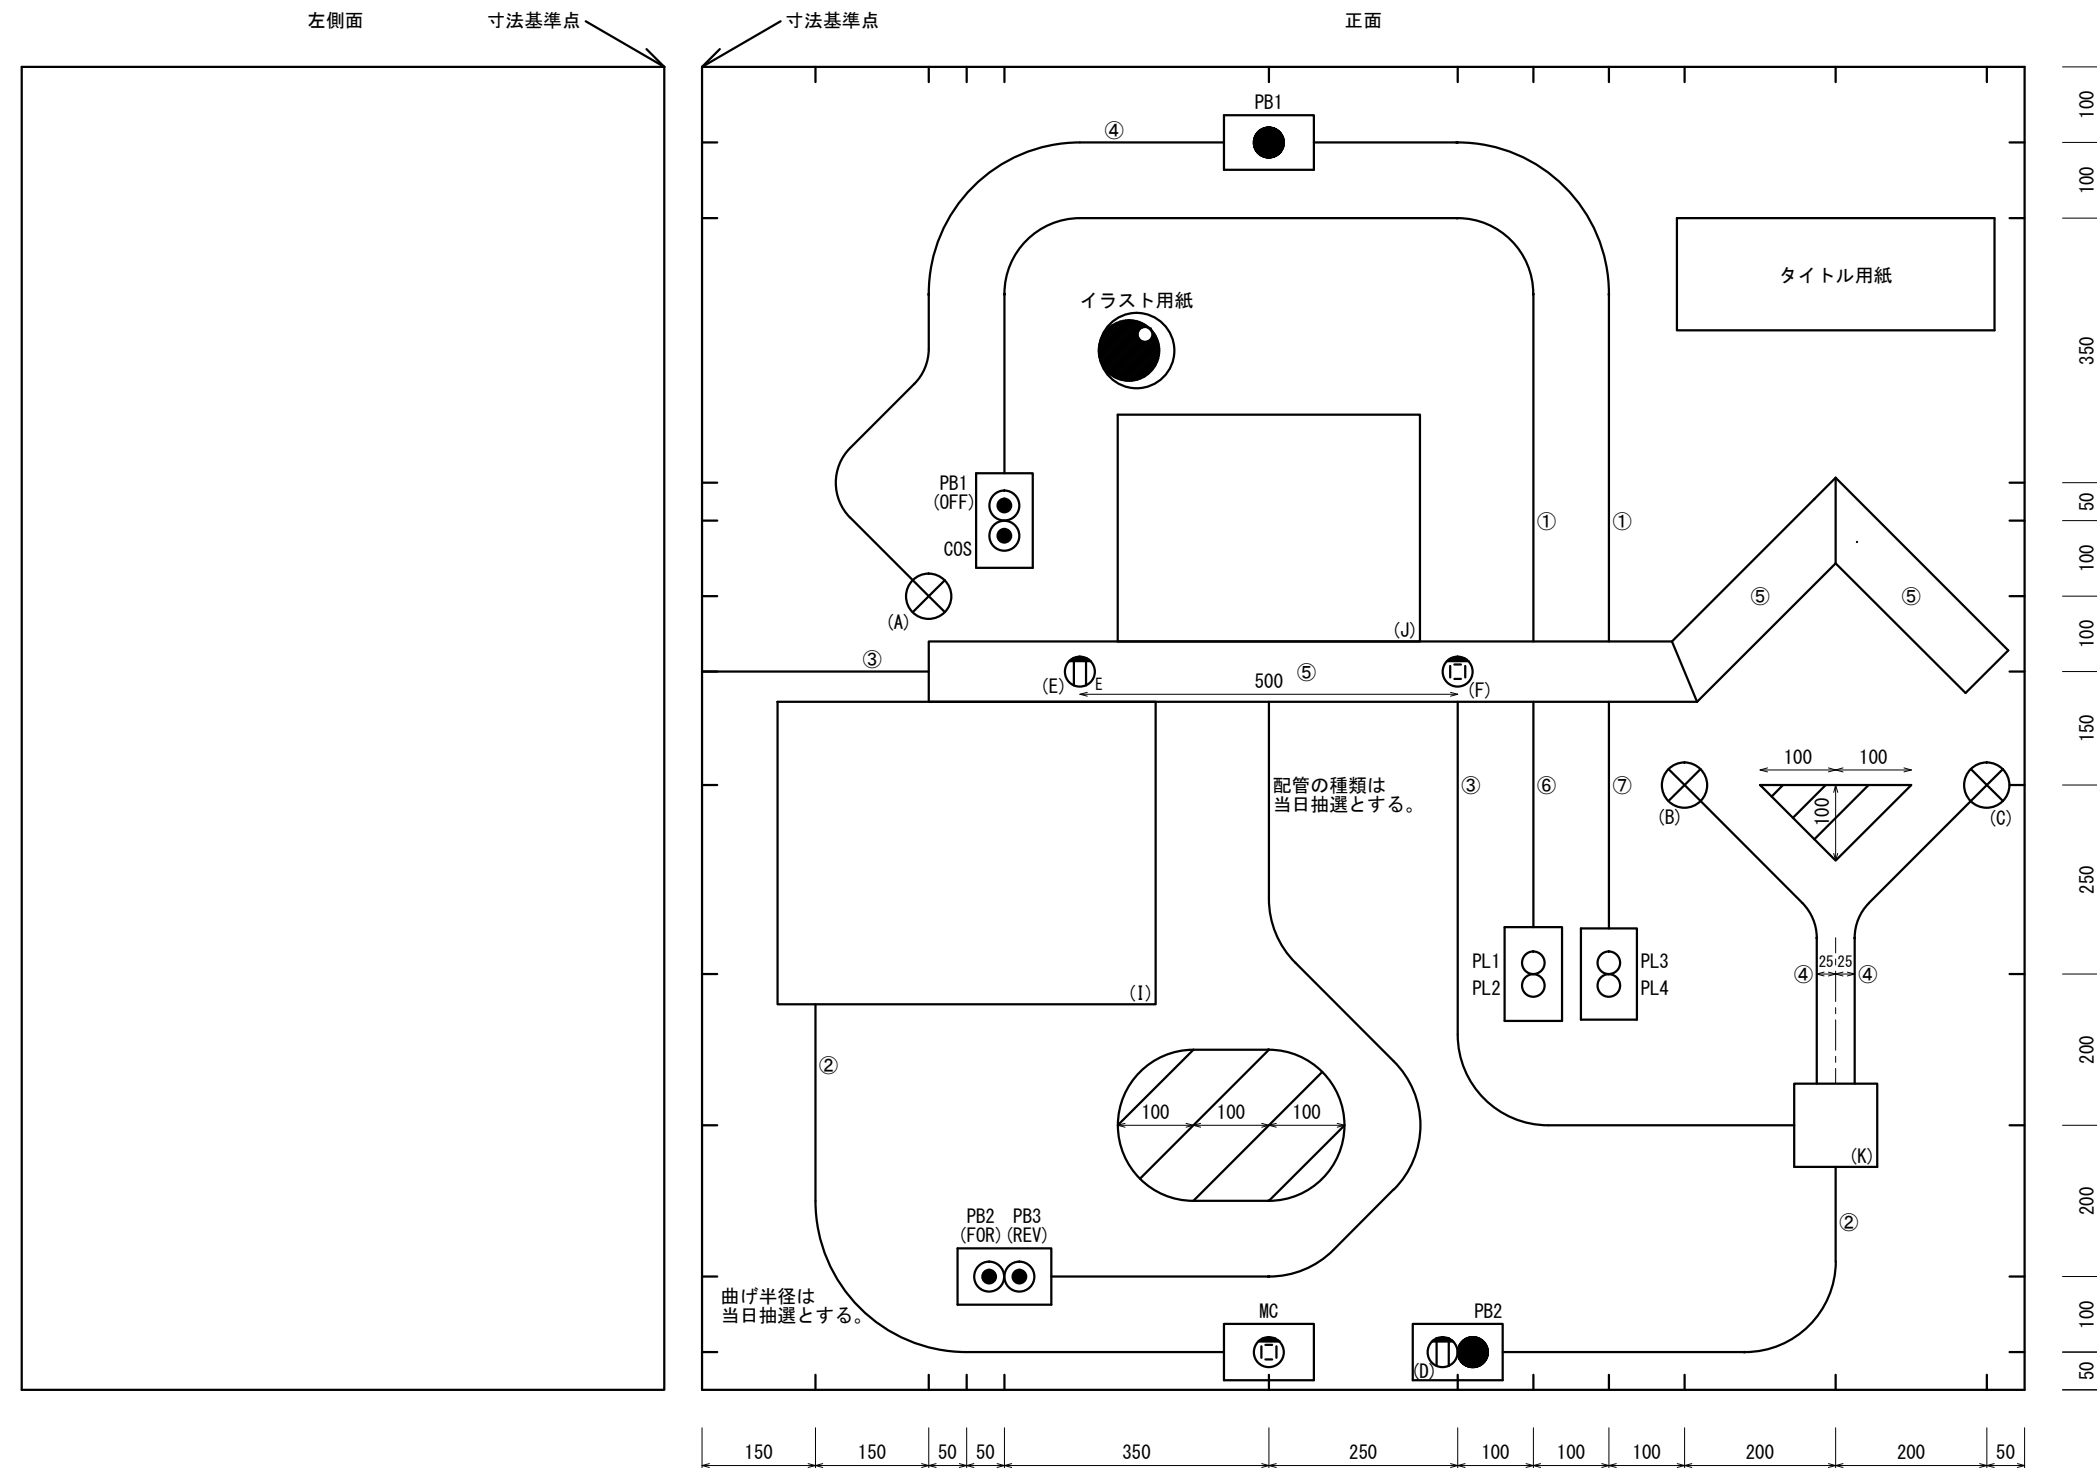 左側面
寸法基準点
寸法基準点
正面
PB1
④
100
100
タイトル用紙
イラスト用紙
350
PB1
(OFF)
COS
①
①
50
100
⑤
⑤
(A)
(J)
100
③
(E)
E
500
⑤
(F)
150
配管の種類は
当日抽選とする。
③
⑥
⑦
100
100
100
(B)
(C)
250
PL1
PL2
PL3
PL4
④
25
25
④
(I)
②
200
100
100
100
(K)
②
200
PB2
(FOR)
PB3
(REV)
曲げ半径は
当日抽選とする。
MC
PB2
(D)
100
50
150
150
50
50
350
250
100
100
100
200
200
50